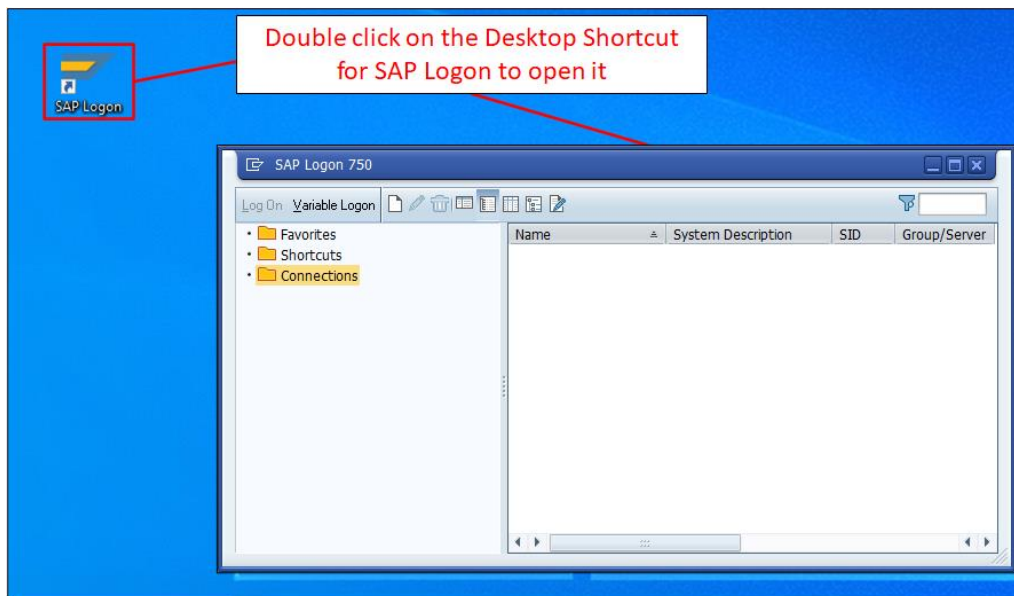 Double click on the Desktop Shortcut
for SAP Logon to open it
SAP Logon
SAP Logon 750
Log On Variable Logon
Favorites
Shortcuts
Connections
Name System Description SID Group/Server